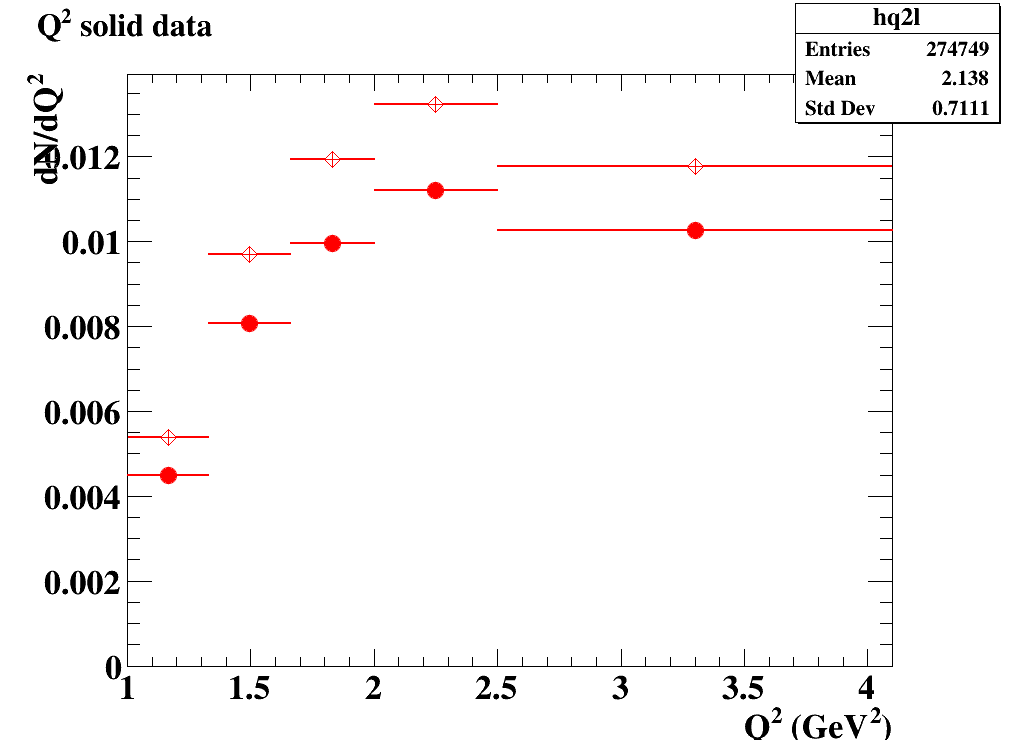 Q² solid data
hq2l
Entries 274749
Mean 2.138
Std Dev 0.7111
dN/dQ²
0.012
0.01
0.008
0.006
0.004
0.002
0
1 1.5 2 2.5 3 3.5 4
Q² (GeV²)